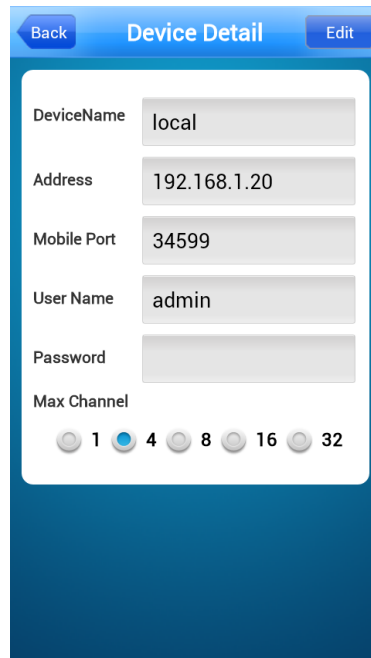 Back Device Detail Edit
DeviceName local
Address 192.168.1.20
Mobile Port 34599
User Name admin
Password
Max Channel
1 4 8 16 32